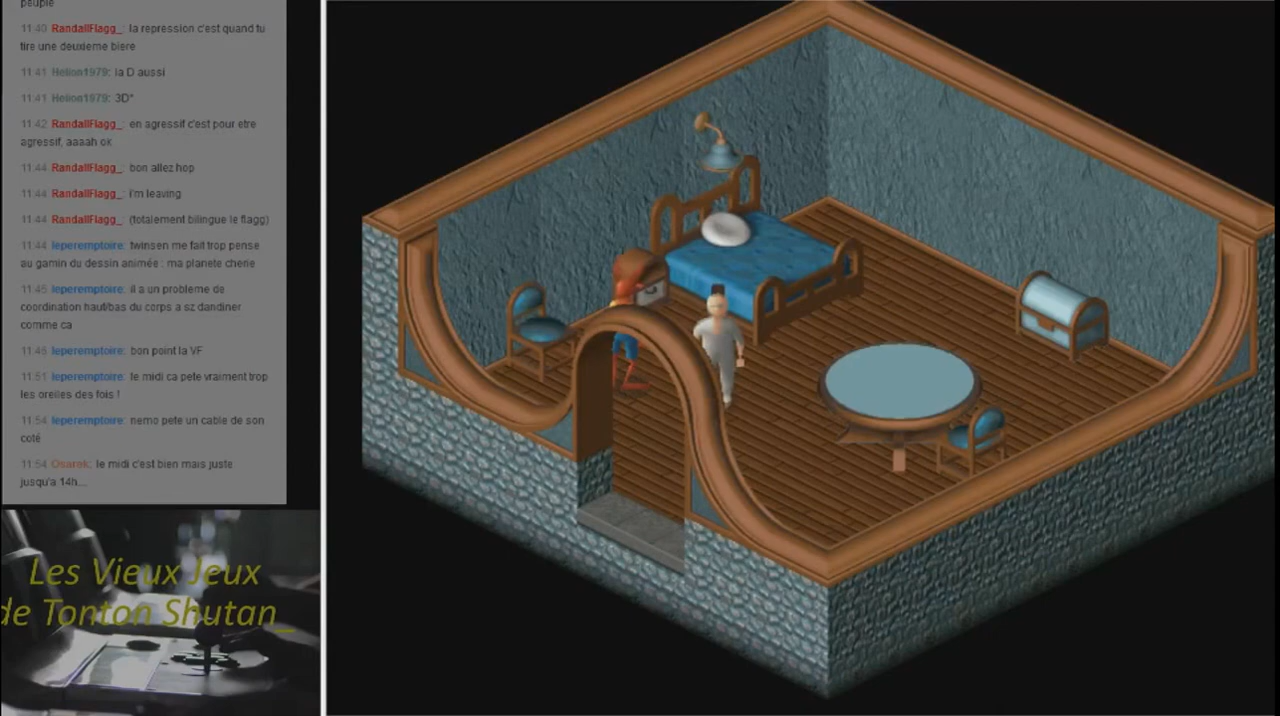 peuple
11:40 RandallFlagg_: la repression c'est quand tu
tire une deuxieme biere
11:41 Helion1979: la D aussi
11:41 Helion1979: 3D*
11:42 RandallFlagg_: en agressif c'est pour etre
agressif, aaaah ok
11:44 RandallFlagg_: bon allez hop
11:44 RandallFlagg_: i'm leaving
11:44 RandallFlagg_: (totalement bilingue le flagg)
11:44 leperemptoire: twinsen me fait trop pense
au gamin du dessin animée : ma planete cherie
11:45 leperemptoire: il a un probleme de
coordination haut/bas du corps a sz dandiner
comme ca
11:46 leperemptoire: bon point la VF
11:51 leperemptoire: le midi ca pete vraiment trop
les oreiles des fois !
11:54 leperemptoire: nemo pete un cable de son
coté
11:54 Osarek: le midi c'est bien mais juste
jusqu'a 14h...
Les Vieux Jeux
de Tonton Shutan_